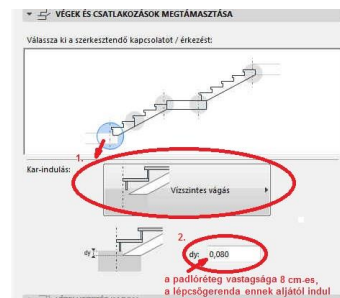 VÉGEK ÉS CSATLAKOZÁSOK MEGTÁMASZTÁSA
Válassza ki a szerkesztendő kapcsolatot / érkezést:
1.
Kar-indulás:
Vízszintes vágás
2.
dy
dy: 0,080
a padlóréteg vastagsága 8 cm-es,
a lépcsőgerenda ennek aljától indul